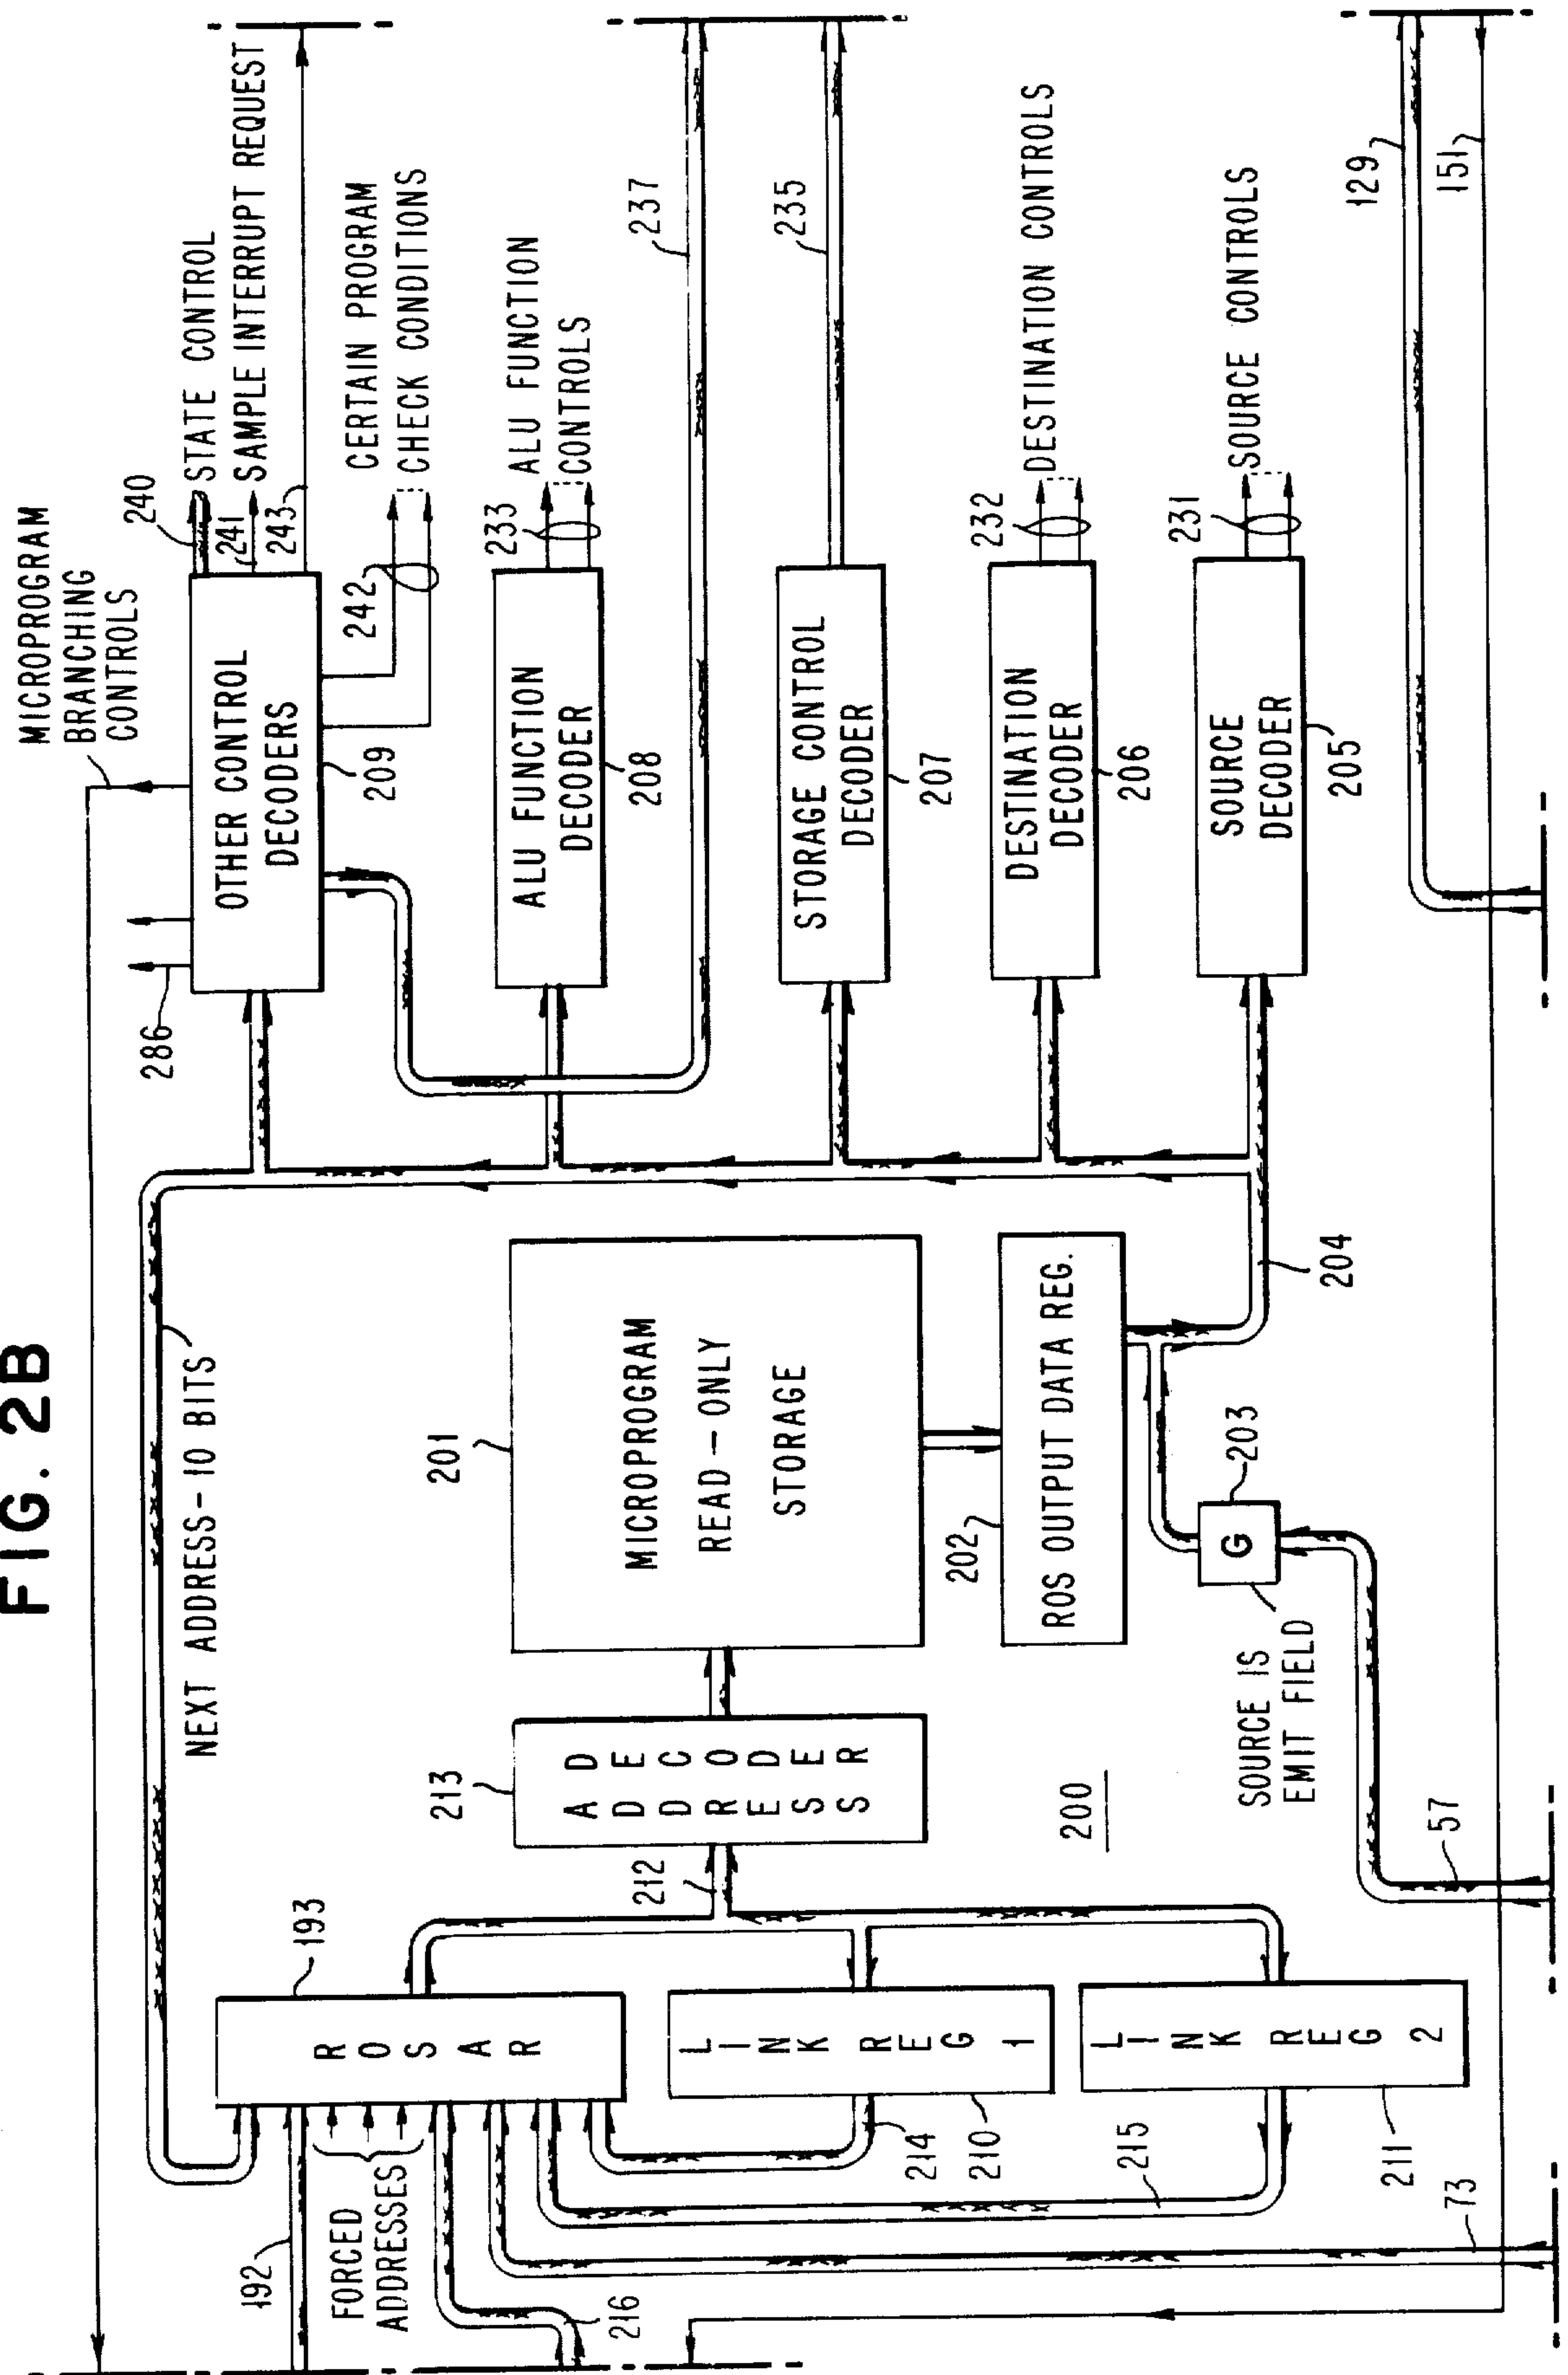 FIG. 2B
MICROPROGRAM
BRANCHING
CONTROLS
NEXT ADDRESS-10 BITS
286
OTHER CONTROL
DECODERS
209
240
STATE CONTROL
241
SAMPLE INTERRUPT REQUEST
243
242
CERTAIN PROGRAM
CHECK CONDITIONS
192
FORCED
ADDRESSES
216
193
ROSAR
ALU FUNCTION
DECODER
208
233
ALU FUNCTION
CONTROLS
237
213
ADDRESS
DECODER
212
201
MICROPROGRAM
READ-ONLY
STORAGE
STORAGE CONTROL
DECODER
207
235
LINK REG 1
214
210
202
ROS OUTPUT DATA REG.
DESTINATION
DECODER
206
232
DESTINATION CONTROLS
200
LINK REG 2
215
211
SOURCE IS
EMIT FIELD
G
203
204
SOURCE
DECODER
205
231
SOURCE CONTROLS
73
57
129
151